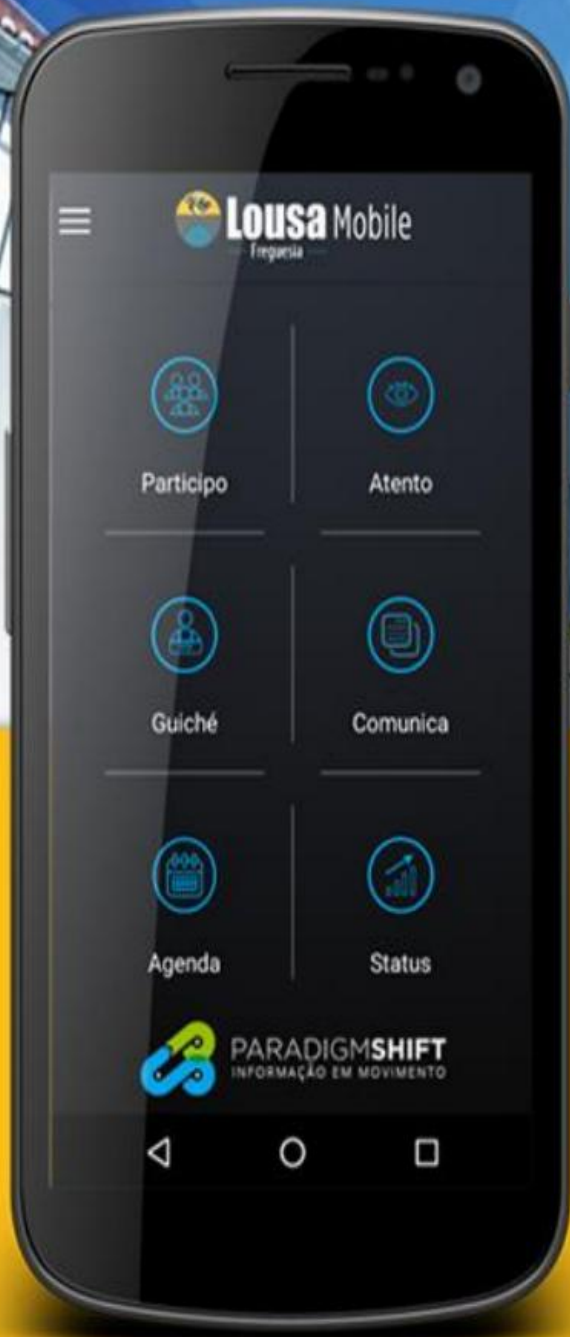 Lousa Mobile
Freguesia
Participo
Atento
Guiché
Comunica
Agenda
Status
PARADIGMSHIFT
INFORMAÇÃO EM MOVIMENTO